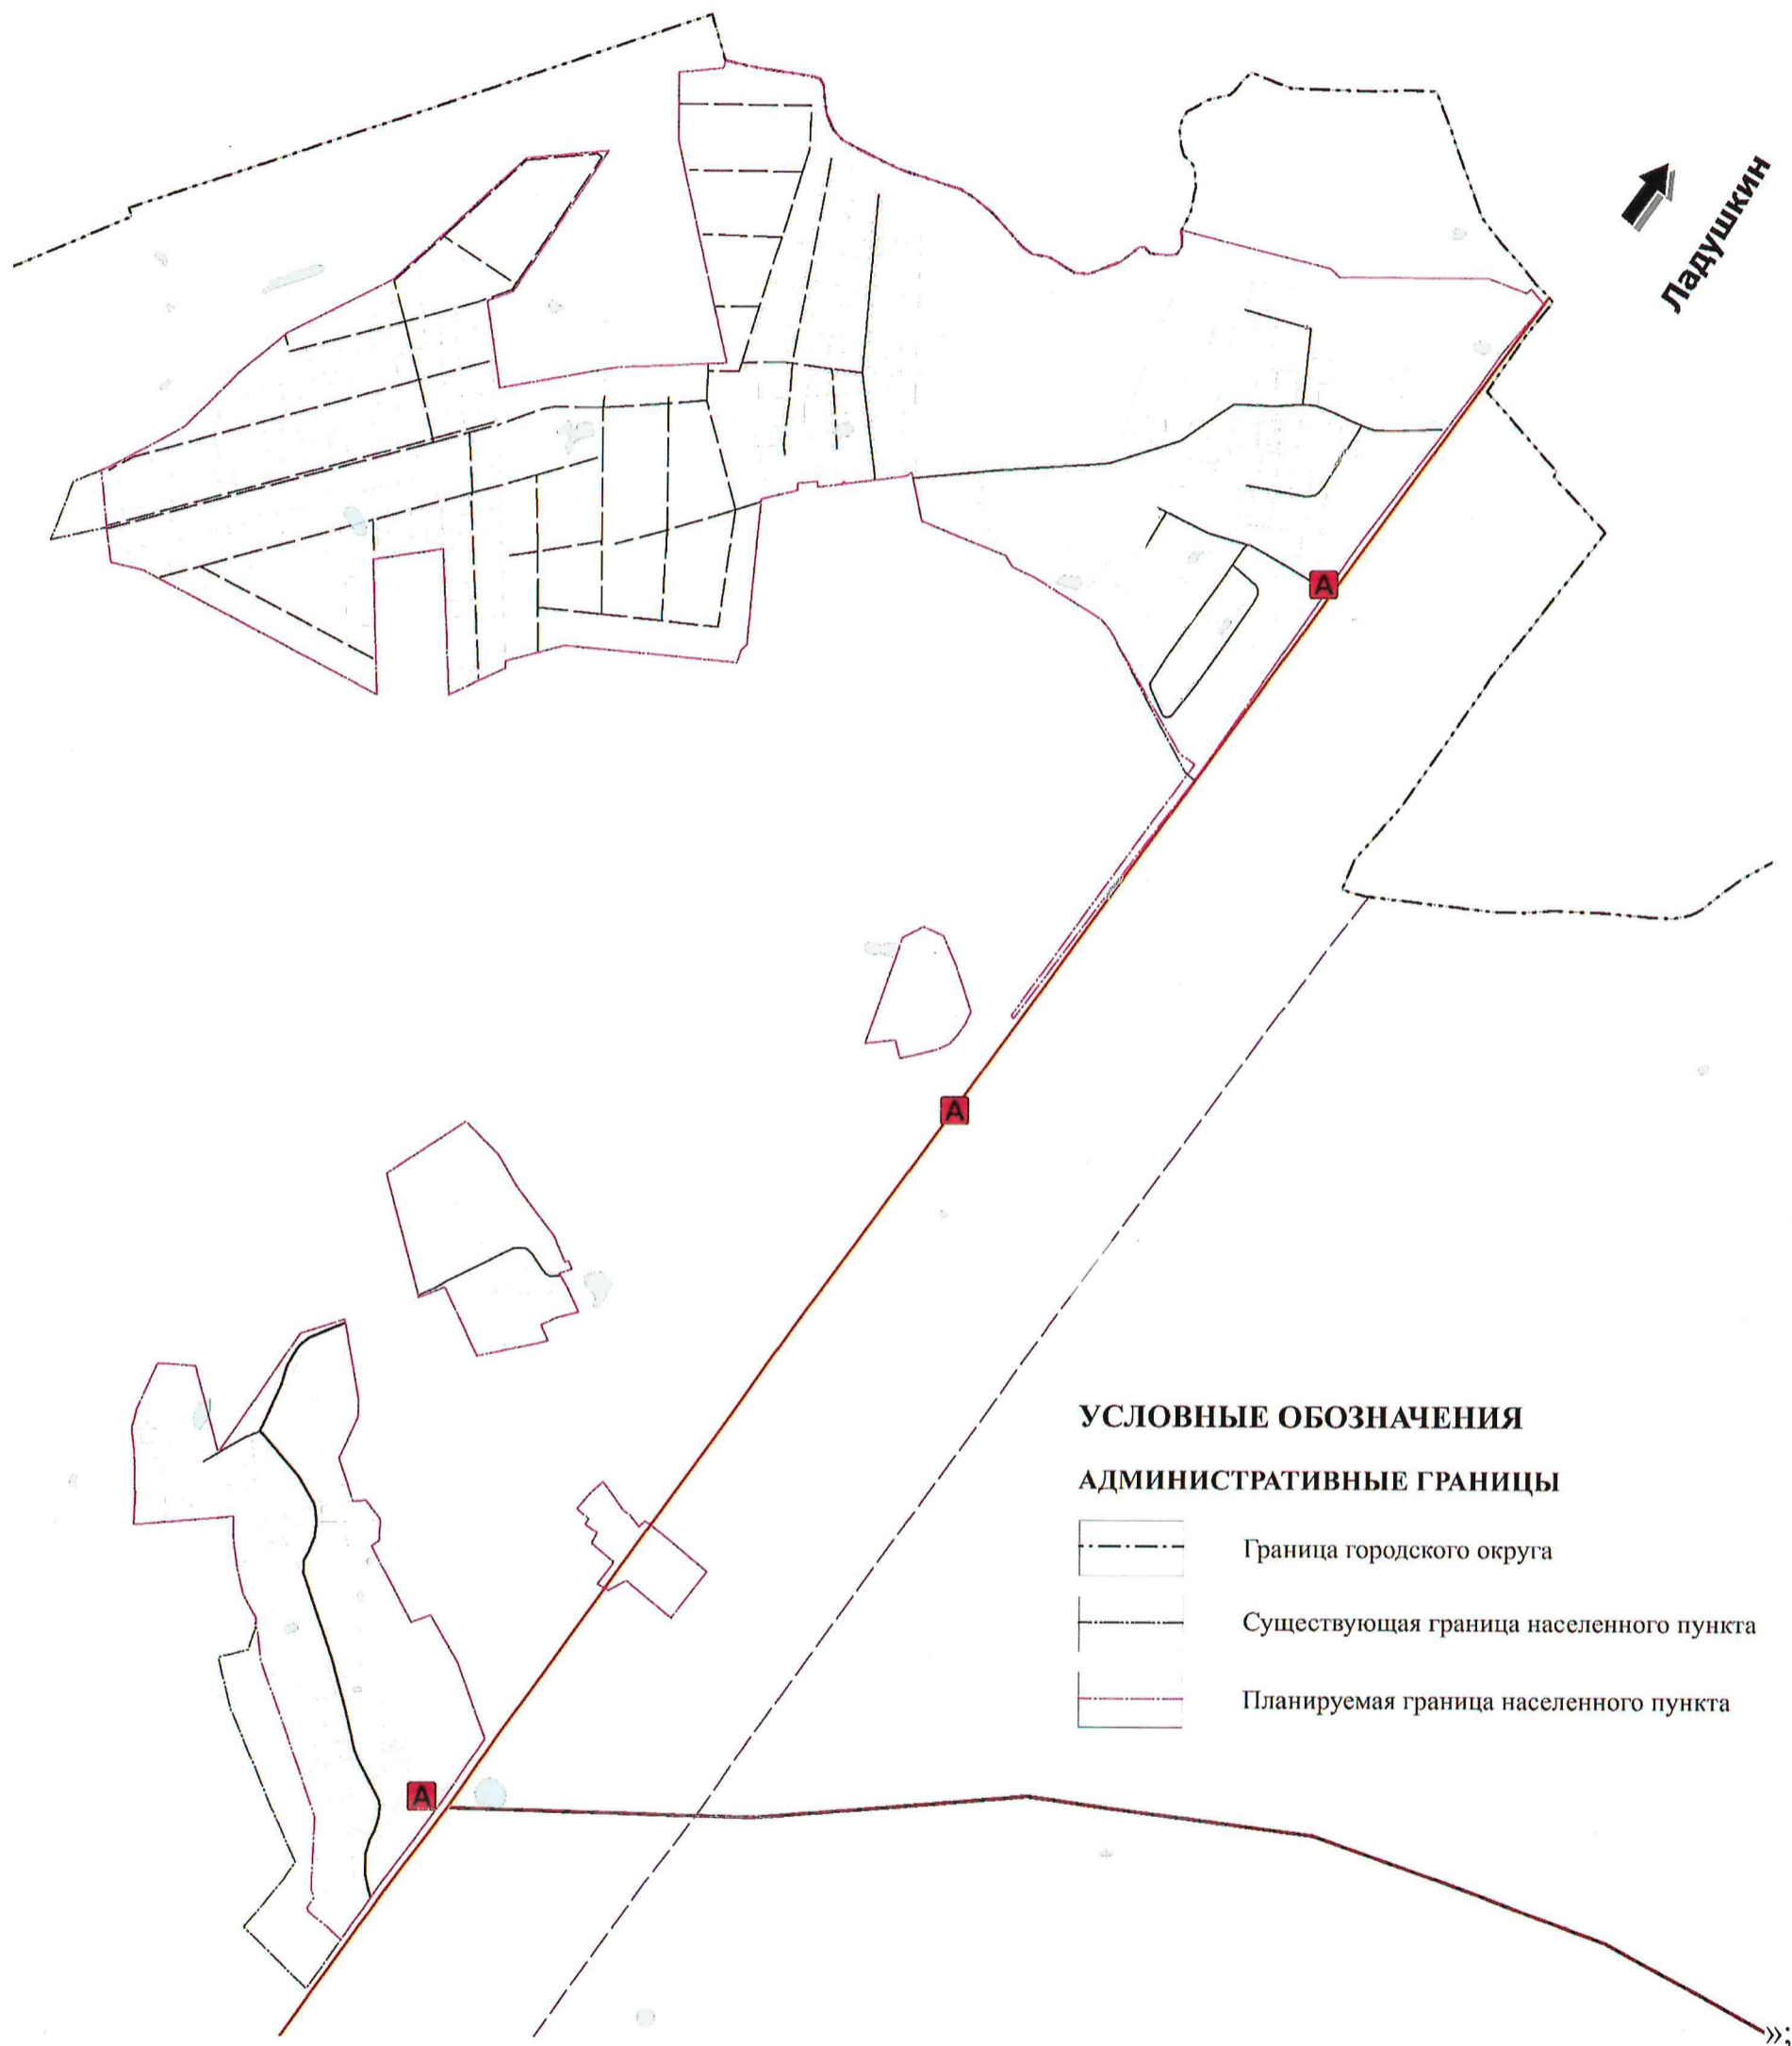 Ладушкин
А
А
УСЛОВНЫЕ ОБОЗНАЧЕНИЯ
АДМИНИСТРАТИВНЫЕ ГРАНИЦЫ
Граница городского округа
Существующая граница населенного пункта
Планируемая граница населенного пункта
А
»;